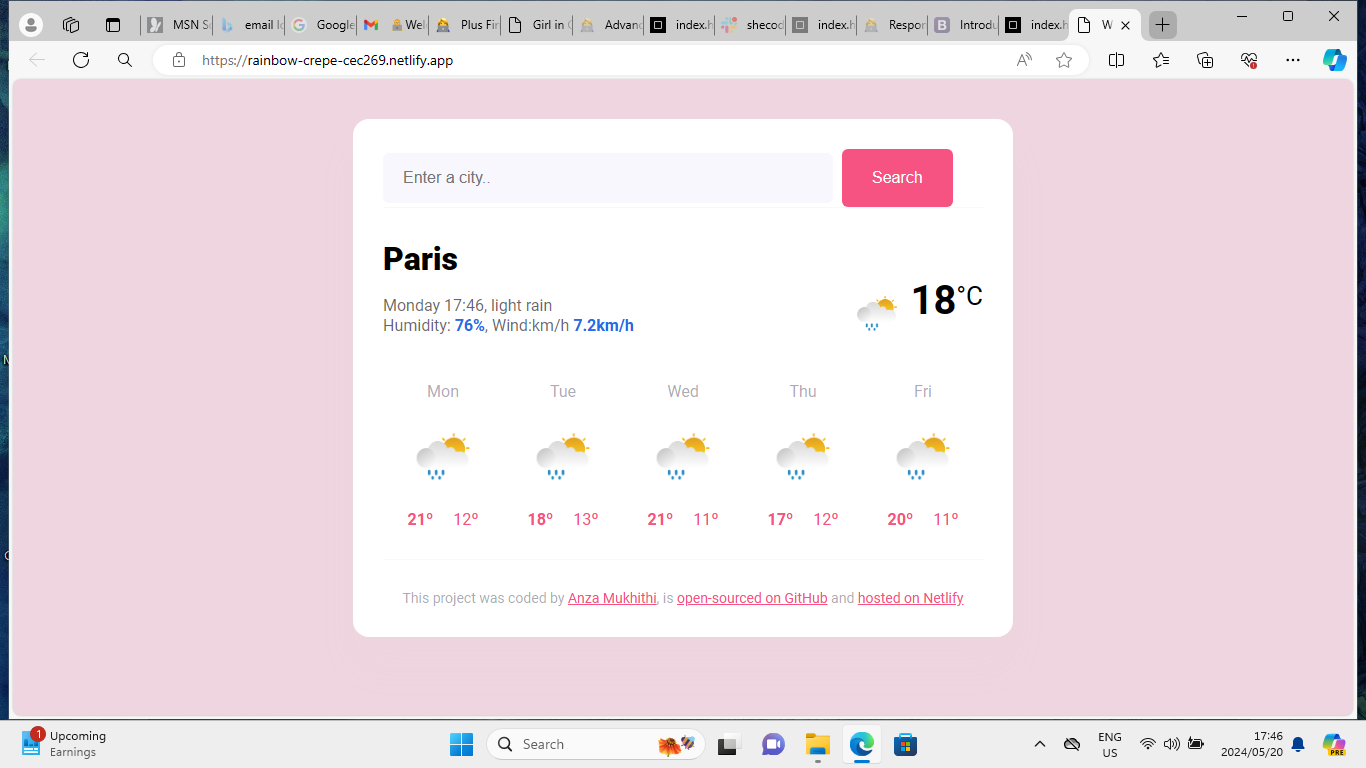 MSN S
email Id
Google
Wel
Plus Fir
Girl in
Advan
index.h
shecod
index.h
Respor
Introdu
index.h
W
https://rainbow-crepe-cec269.netlify.app
Enter a city..
Search
Paris
Monday 17:46, light rain
Humidity: 76%, Wind:km/h 7.2km/h
18°C
Mon Tue Wed Thu Fri
21° 12° 18° 13° 21° 11° 17° 12° 20° 11°
This project was coded by Anza Mukhithi, is open-sourced on GitHub and hosted on Netlify
1
Upcoming
Earnings
Search
PRE
ENG
US
17:46
2024/05/20